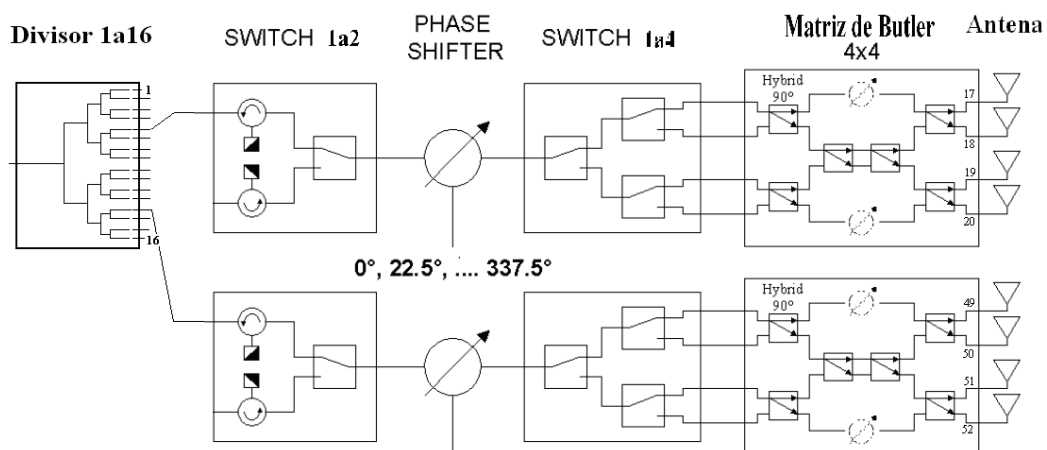 Divisor 1a16
SWITCH 1a2
PHASE
SHIFTER
SWITCH 1a4
Matriz de Butler
4x4
Antena
1
16
Hybrid
90°
17
18
19
20
0°, 22.5°, .... 337.5°
Hybrid
90°
49
50
51
52